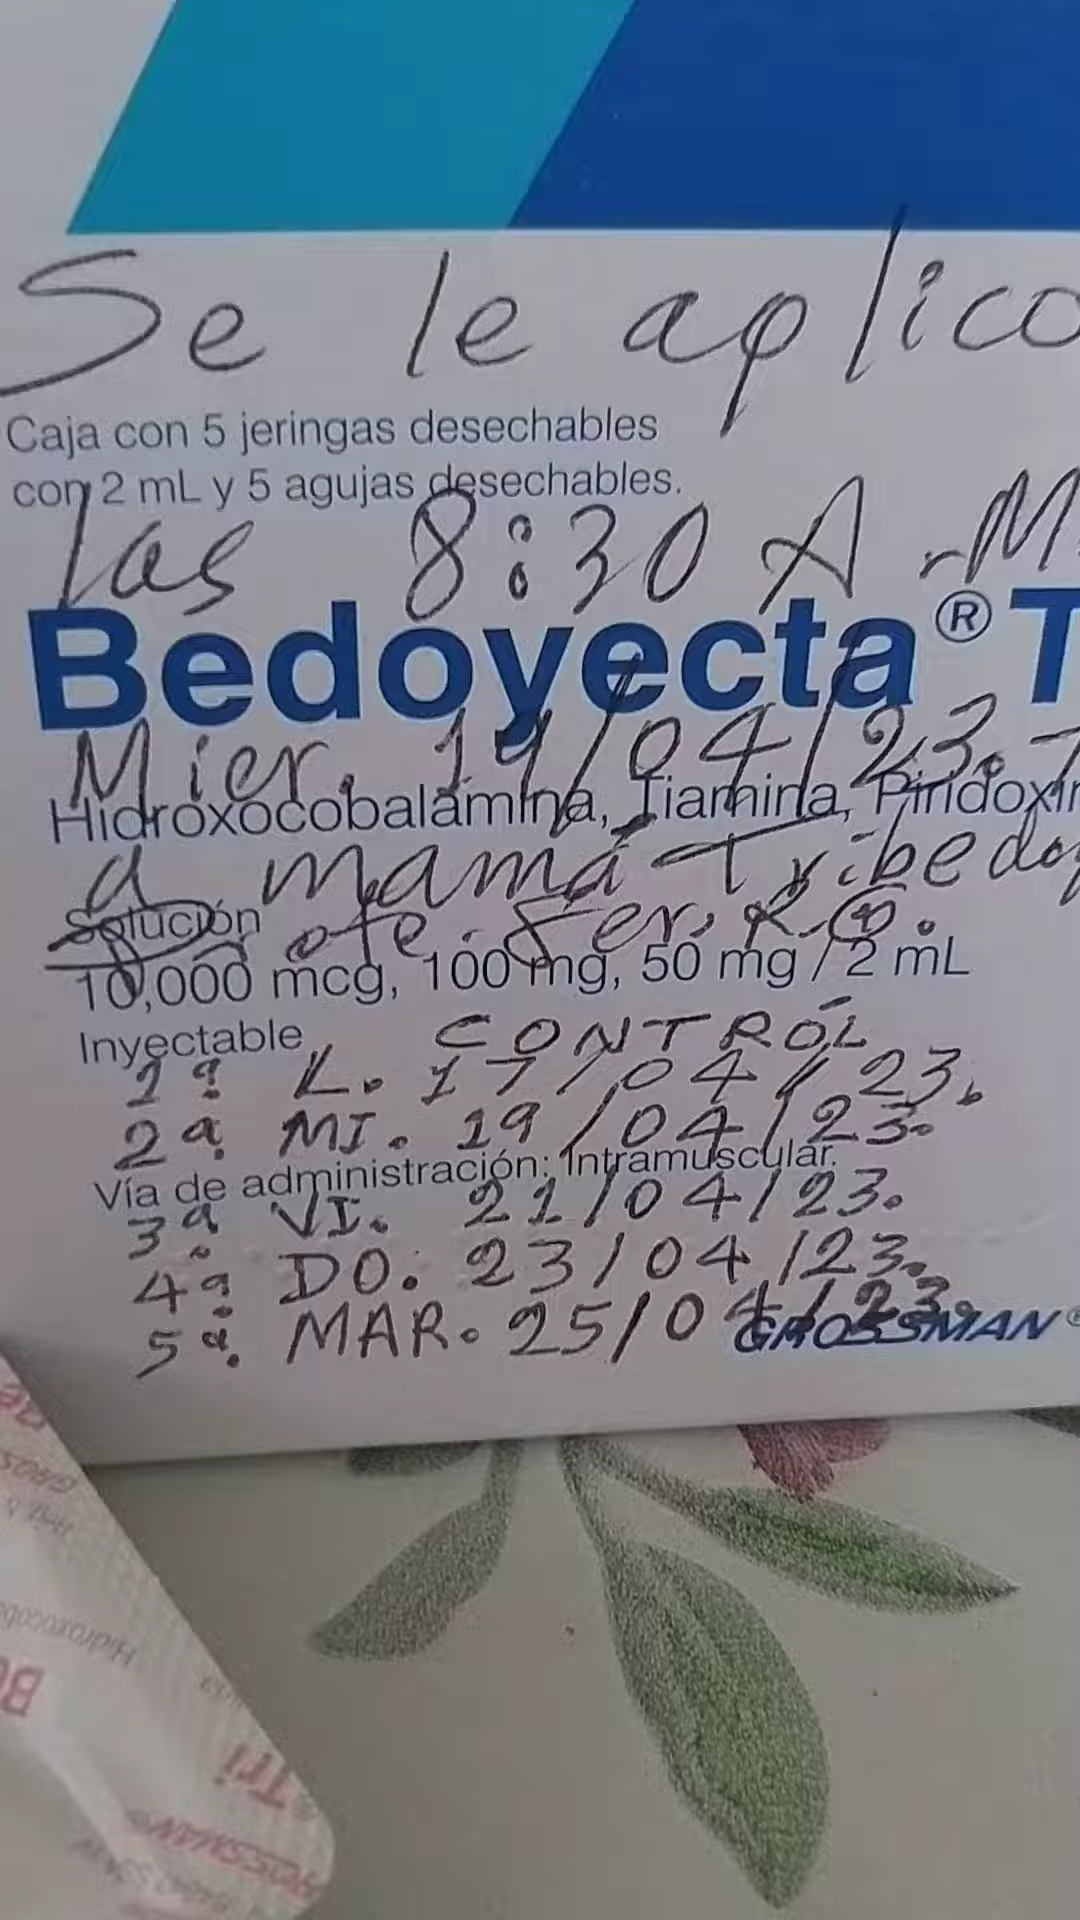 Se le aplico
Caja con 5 jeringas desechables
con 2 mL y 5 agujas desechables.
las 8:30 A.M
Bedoyecta® T
Mier. 19/04/23.
Hidroxocobalamina, Tiamina, Piridoxin
a mamá Tribedoy
Solución
10,000 mcg, 100 mg, 50 mg / 2 mL
Inyectable
CONTROL
1ª L. 17/04/23.
2ª MI. 19/04/23.
Vía de administración: Intramuscular.
3ª VI. 21/04/23.
4ª DO. 23/04/23.
5ª MAR. 25/04/23.
GROSSMAN®
Tri